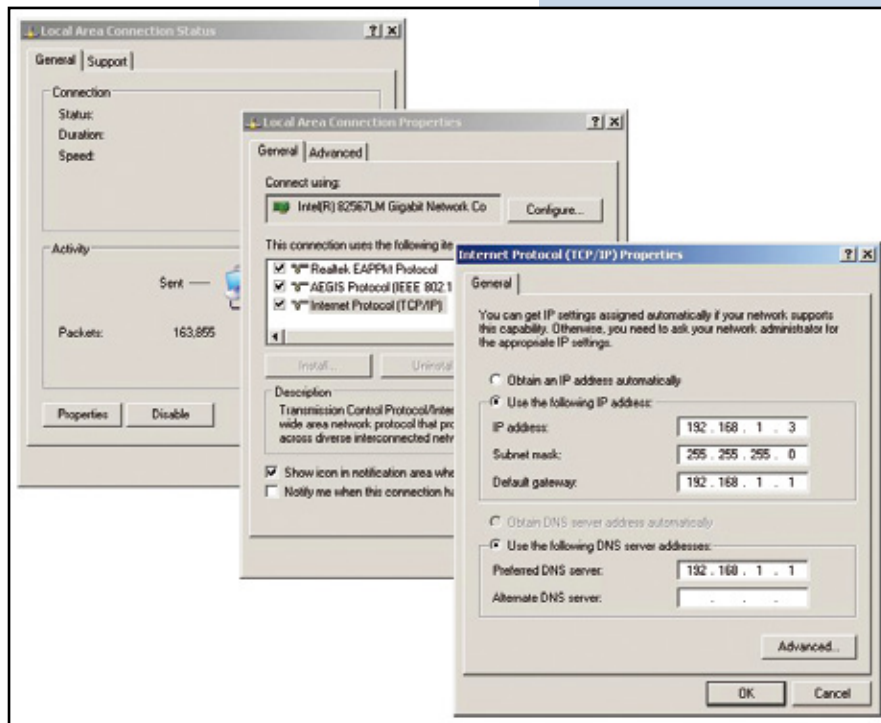 Local Area Connection Status
General Support
Connection
Status:
Duration:
Speed:
Activity
Sent
Packets: 163,855
Properties Disable
Local Area Connection Properties
General Advanced
Connect using:
Intel(R) 82567LM Gigabit Network Co
Configure...
This connection uses the following ite
Realtek EAPPkt Protocol
AEGIS Protocol (IEEE 802.1
Internet Protocol (TCP/IP)
Install... Uninstal
Description
Transmission Control Protocol/Inter
wide area network protocol that pro
across diverse interconnected netw
Show icon in notification area whe
Notify me when this connection ha
Internet Protocol (TCP/IP) Properties
General
You can get IP settings assigned automatically if your network supports
this capability. Otherwise, you need to ask your network administrator for
the appropriate IP settings.
Obtain an IP address automatically
Use the following IP address:
IP address: 192 . 168 . 1 . 3
Subnet mask: 255 . 255 . 255 . 0
Default gateway: 192 . 168 . 1 . 1
Obtain DNS server address automatically
Use the following DNS server addresses:
Preferred DNS server: 192 . 168 . 1 . 1
Alternate DNS server: . . .
Advanced...
OK Cancel